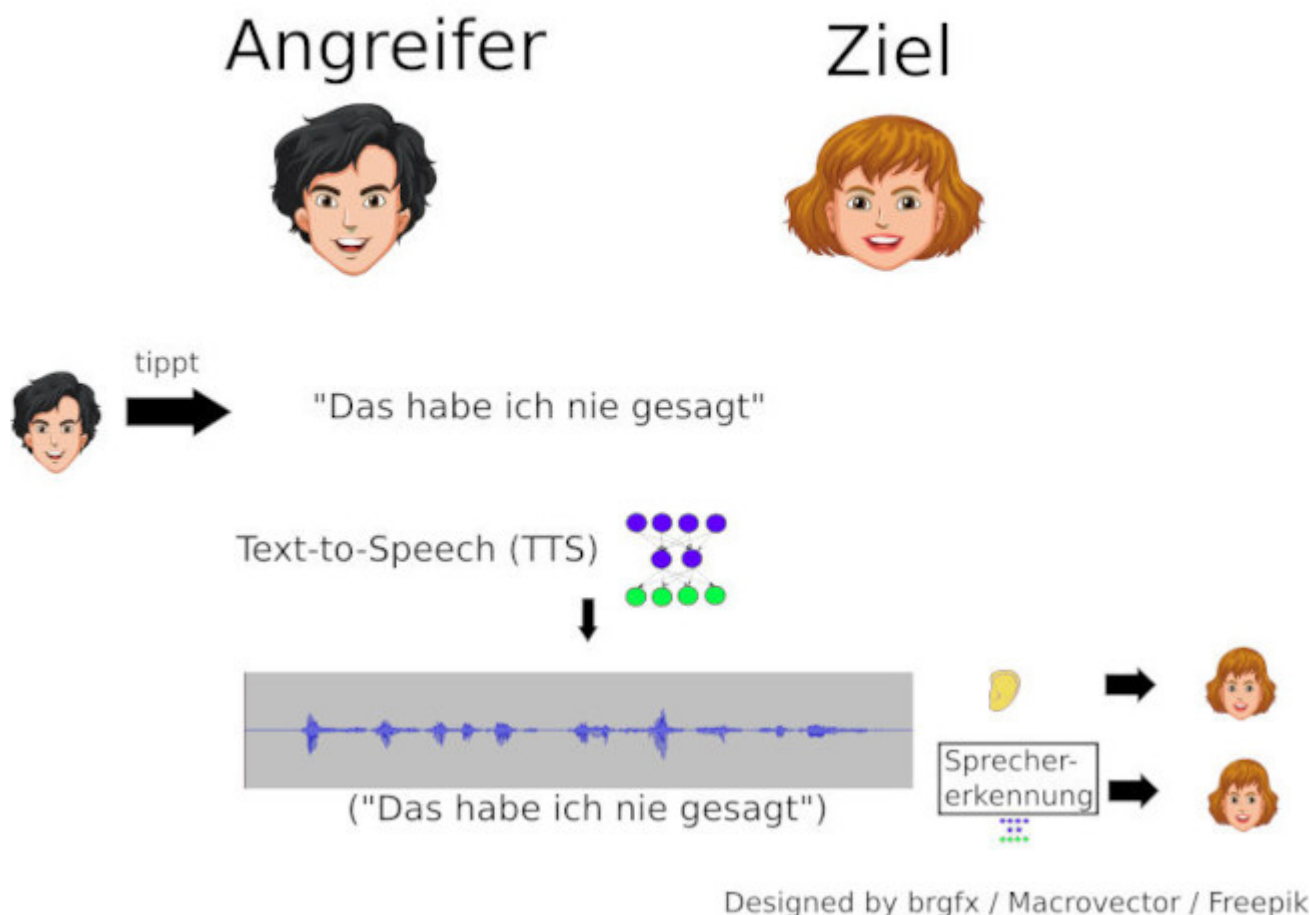 Angreifer
Ziel
tippt
"Das habe ich nie gesagt"
Text-to-Speech (TTS)
Sprecher-
erkennung
("Das habe ich nie gesagt")
Designed by brgfx / Macrovector / Freepik